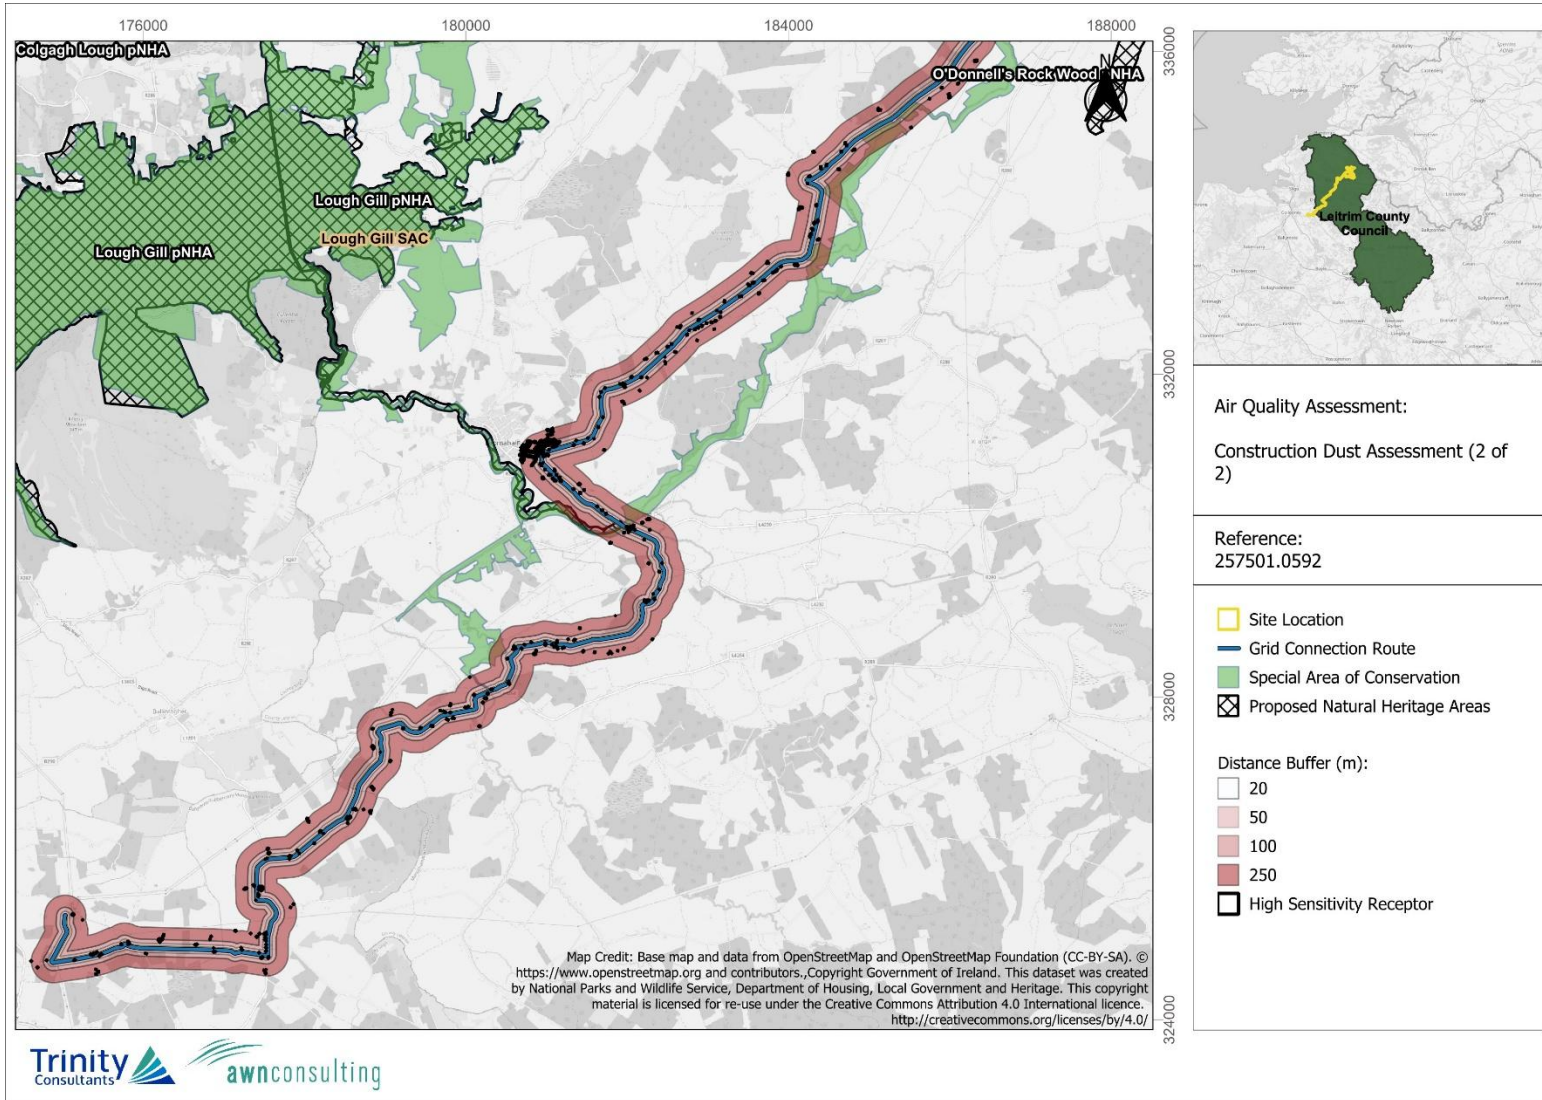 176000
180000
184000
188000
336000
332000
328000
324000
Colgagh Lough pNHA
O'Donnell's Rock Wood pNHA
Lough Gill pNHA
Lough Gill SAC
Lough Gill pNHA
Map Credit: Base map and data from OpenStreetMap and OpenStreetMap Foundation (CC-BY-SA). ©
https://www.openstreetmap.org and contributors.,Copyright Government of Ireland. This dataset was created
by National Parks and Wildlife Service, Department of Housing, Local Government and Heritage. This copyright
material is licensed for re-use under the Creative Commons Attribution 4.0 International licence.
http://creativecommons.org/licenses/by/4.0/
Leitrim County
Council
Air Quality Assessment:
Construction Dust Assessment (2 of
2)
Reference:
257501.0592
Site Location
Grid Connection Route
Special Area of Conservation
Proposed Natural Heritage Areas
Distance Buffer (m):
20
50
100
250
High Sensitivity Receptor
Trinity
Consultants
awnconsulting